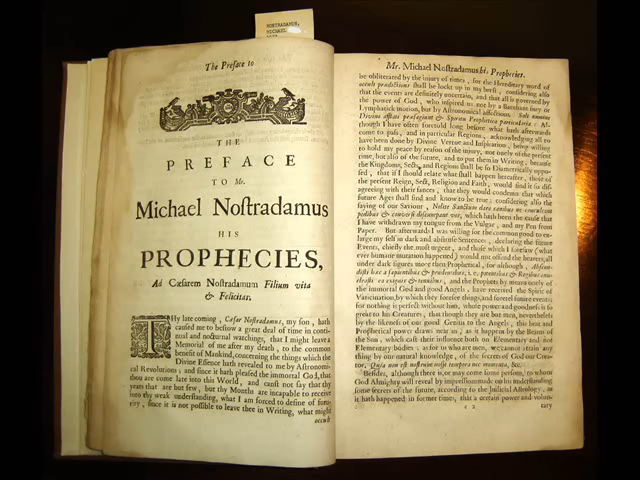 NOSTRADAMUS,
MICHAEL
The Preface to
THE
PREFACE
TO Mr.
Michael Nostradamus
HIS
PROPHECIES,
Ad Cæsarem Nostradamum Filium vita
& Felicitas.
THy late coming, Cæsar Nostradamus, my son, hath
caused me to bestow a great deal of time in conti-
nual and nocturnal watchings, that I might leave a
Memorial of me after my death, to the common
benefit of Mankind, concerning the things which the
Divine Essence hath revealed to me by Astronomi-
cal Revolutions; and since it hath pleased the immortal God, that
thou are come late into this World, and canst not say that thy
years that are but few, but thy Months are incapable to receive
into thy weak understanding, what I am forced to define of futu-
rity, since it is not possible to leave thee in Writing, what might
Mr. Michael Nostradamus his Prophecies.
be obliterated by the injury of times, for the Hereditary word of
occult prædictions shall be lockt up in my brest, considering also
that the events are definitely uncertain, and that all is governed by
the power of God, who inspired us not by a Bacchian fury or
Lymphatick motion, but by Astronomical assertions. Soli numine
Divino afflati præsagiunt & Spiritu Prophetico particularia: Al-
though I have often foretold long before what hath afterwards
come to pass, and in particular Regions, acknowledging all to
have been done by Divine Vertue and Inspiration, being willing
to hold my peace by reason of the injury, not onely of the present
time, but also of the future, and to put them in Writing, because
the Kingdoms, Sects, and Regions shall be so Diametrically oppo-
sed, that if I should relate what shall happen hereafter, those of
the present Reign, Sect, Religion and Faith, would find it so dis-
agreeing with their fancies, that they would condemn that which
future Ages shall find and know to be true; considering also the
saying of our Saviour, Nolite Sanctum dare canibus ne conculcent
pedibus & conversi discumpant vos, which hath been the cause that
I have withdrawn my tongue from the Vulgar, and my Pen from
Paper. But afterwards I was willing for the common good to en-
large my self in dark and abstruse Sentences, declaring the future
Events, chiefly the most urgent, and those which I foresaw (what
ever humane mutation happened) would not offend the hearers, all
under dark figures more then Prophetical, for although, Abscon-
disti hæc a sapientibus & prudentibus, i.e. potentibus & Regibus enu-
cleasti ea exiguis & tenuibus, and the Prophets by means onely of
the immortal God and good Angels, have received the Spirit of
Vaticination, by which they foresee things, and foretel future events;
for nothing is perfect without him, whose power and goodness is so
great to his Creatures, that though they are but men, nevertheless
by the likeness of our good Genius to the Angels, this heat and
Prophetical power draws near us, as it happens by the Beams of
the Sun, which cast their influence both on Elementary and not
Elementary bodies; as for us who are men, we cannot attain any
thing by our natural knowledge, of the secrets of God our Crea-
tor, Quia non est nostrum nosse tempora nec momenta, &c.
Besides, although there is, or may come some persons, to whom
God Almighty will reveal by impressions made on his understanding
some secrets of the future, according to the Judicial Astrology, as
it hath happened in former times, that a certain power and volun-
tary